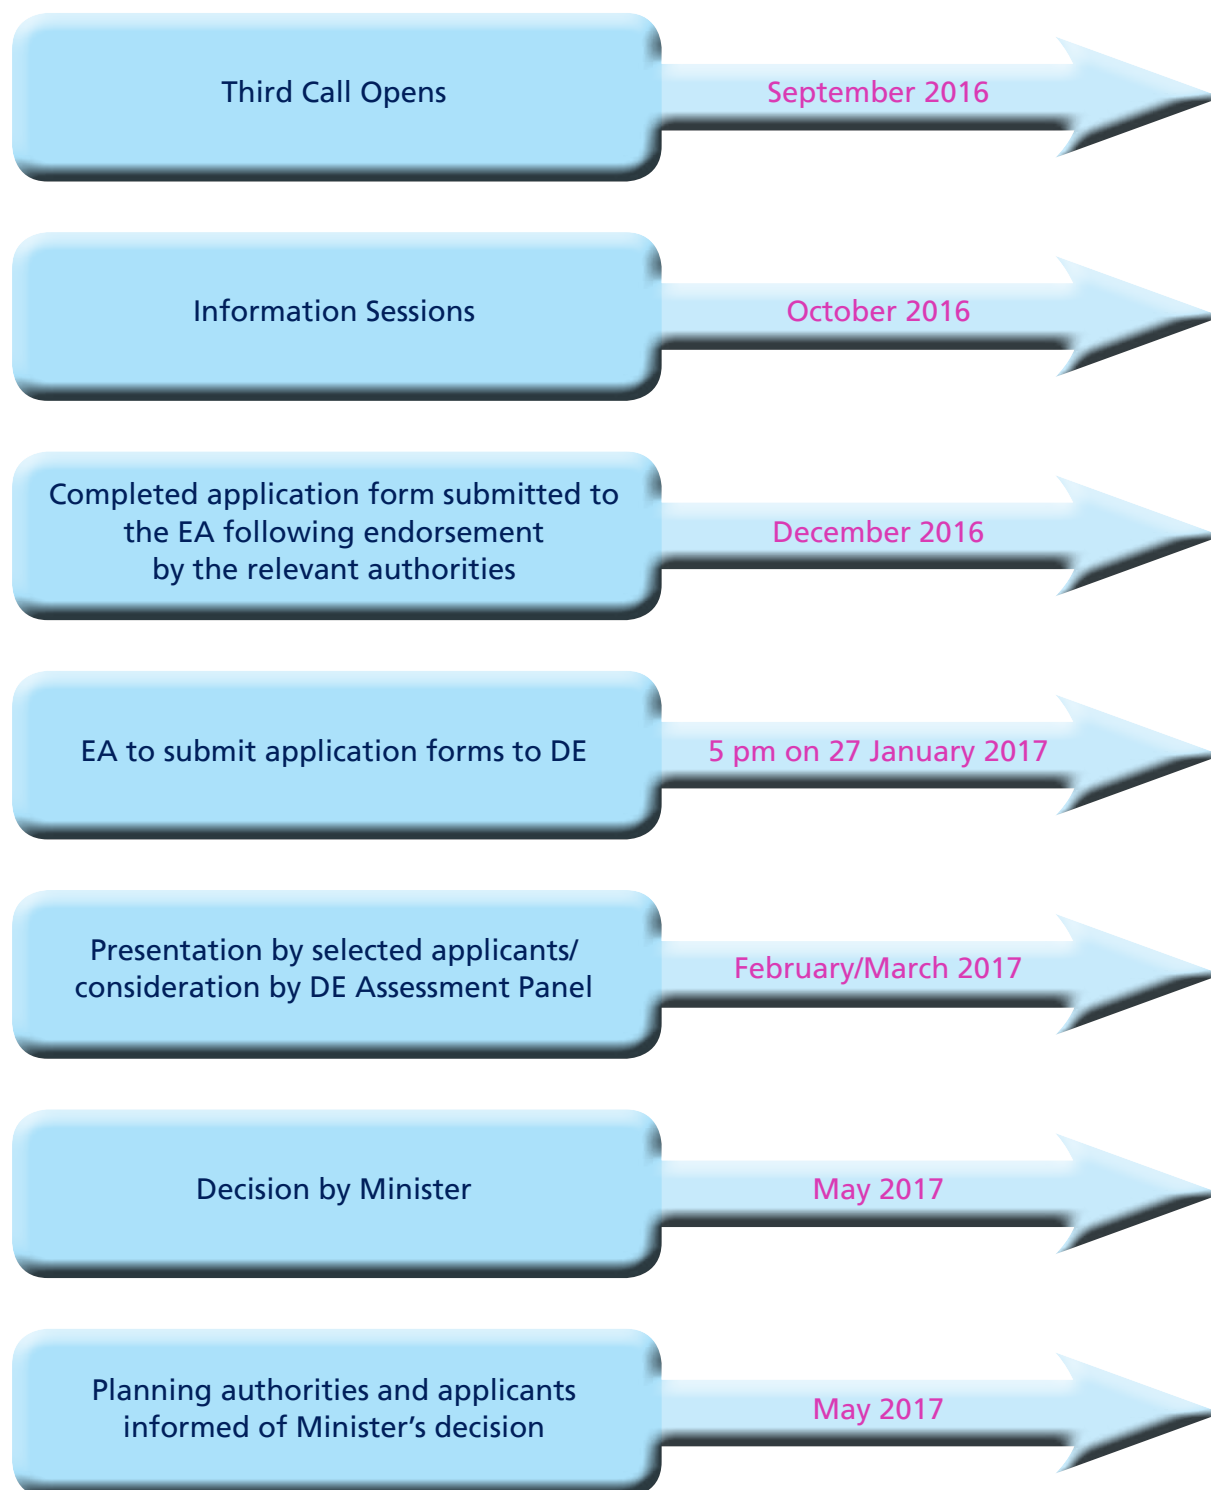 Third Call Opens
September 2016
Information Sessions
October 2016
Completed application form submitted to
the EA following endorsement
by the relevant authorities
December 2016
EA to submit application forms to DE
5 pm on 27 January 2017
Presentation by selected applicants/
consideration by DE Assessment Panel
February/March 2017
Decision by Minister
May 2017
Planning authorities and applicants
informed of Minister’s decision
May 2017